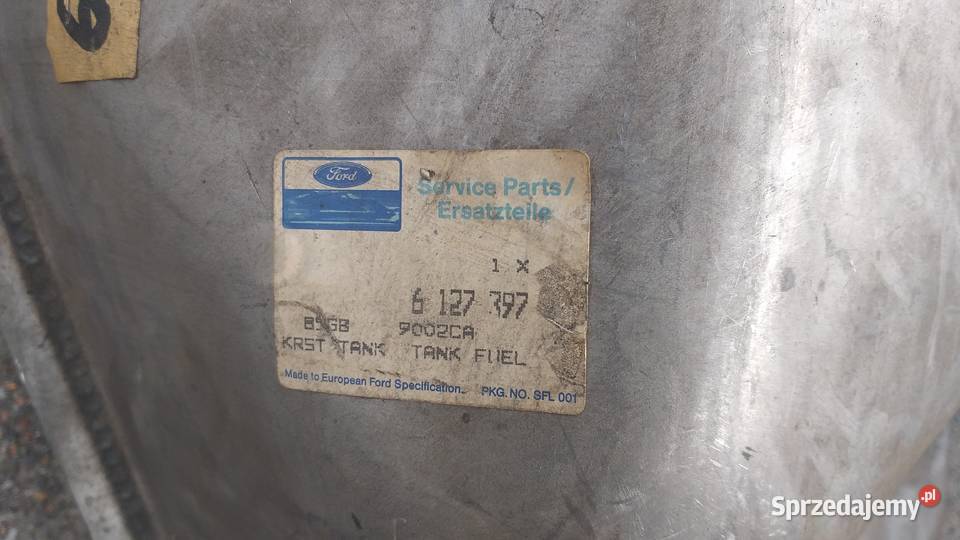 Ford
Service Parts/
Ersatzteile
1 X
6 127 397
85GB 9002CA
KRST TANK TANK FUEL
Made to European Ford Specification. PKG. NO. SFL 001
Sprzedajemy.pl